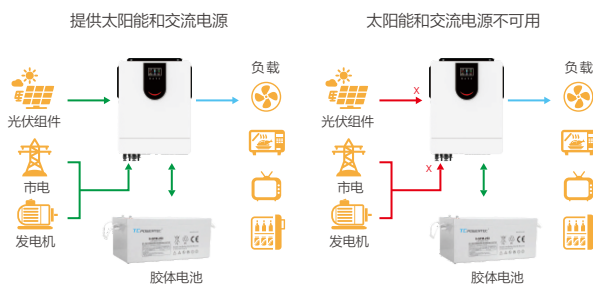 提供太阳能和交流电源
太阳能和交流电源不可用
负载
光伏组件
市电
发电机
胶体电池
负载
X
光伏组件
X
市电
发电机
胶体电池